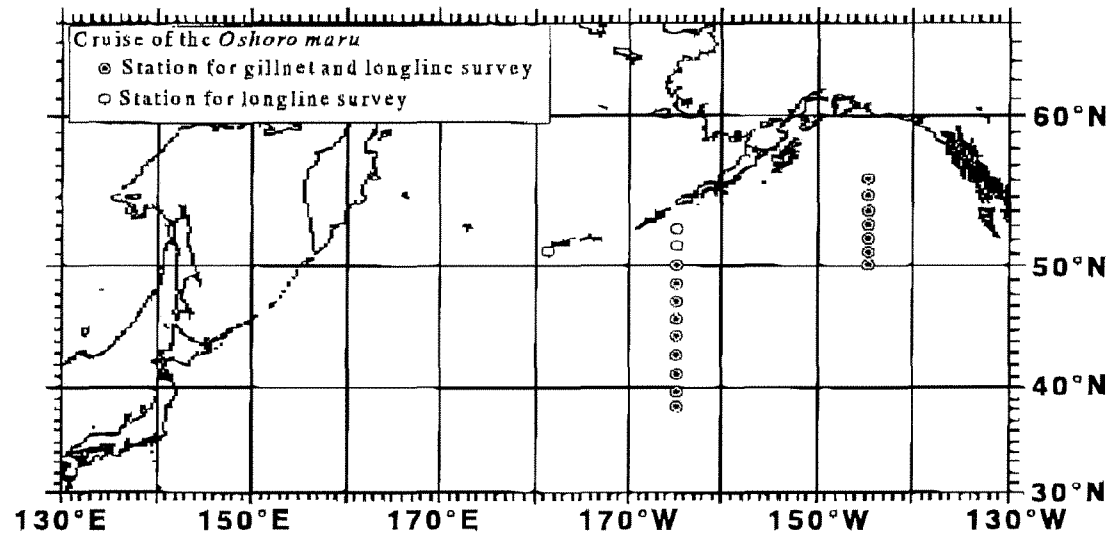 Cruise of the Oshoro maru
Station for gillnet and longline survey
Station for longline survey
60°N
50°N
40°N
30°N
130°E 150°E 170°E 170°W 150°W 130°W